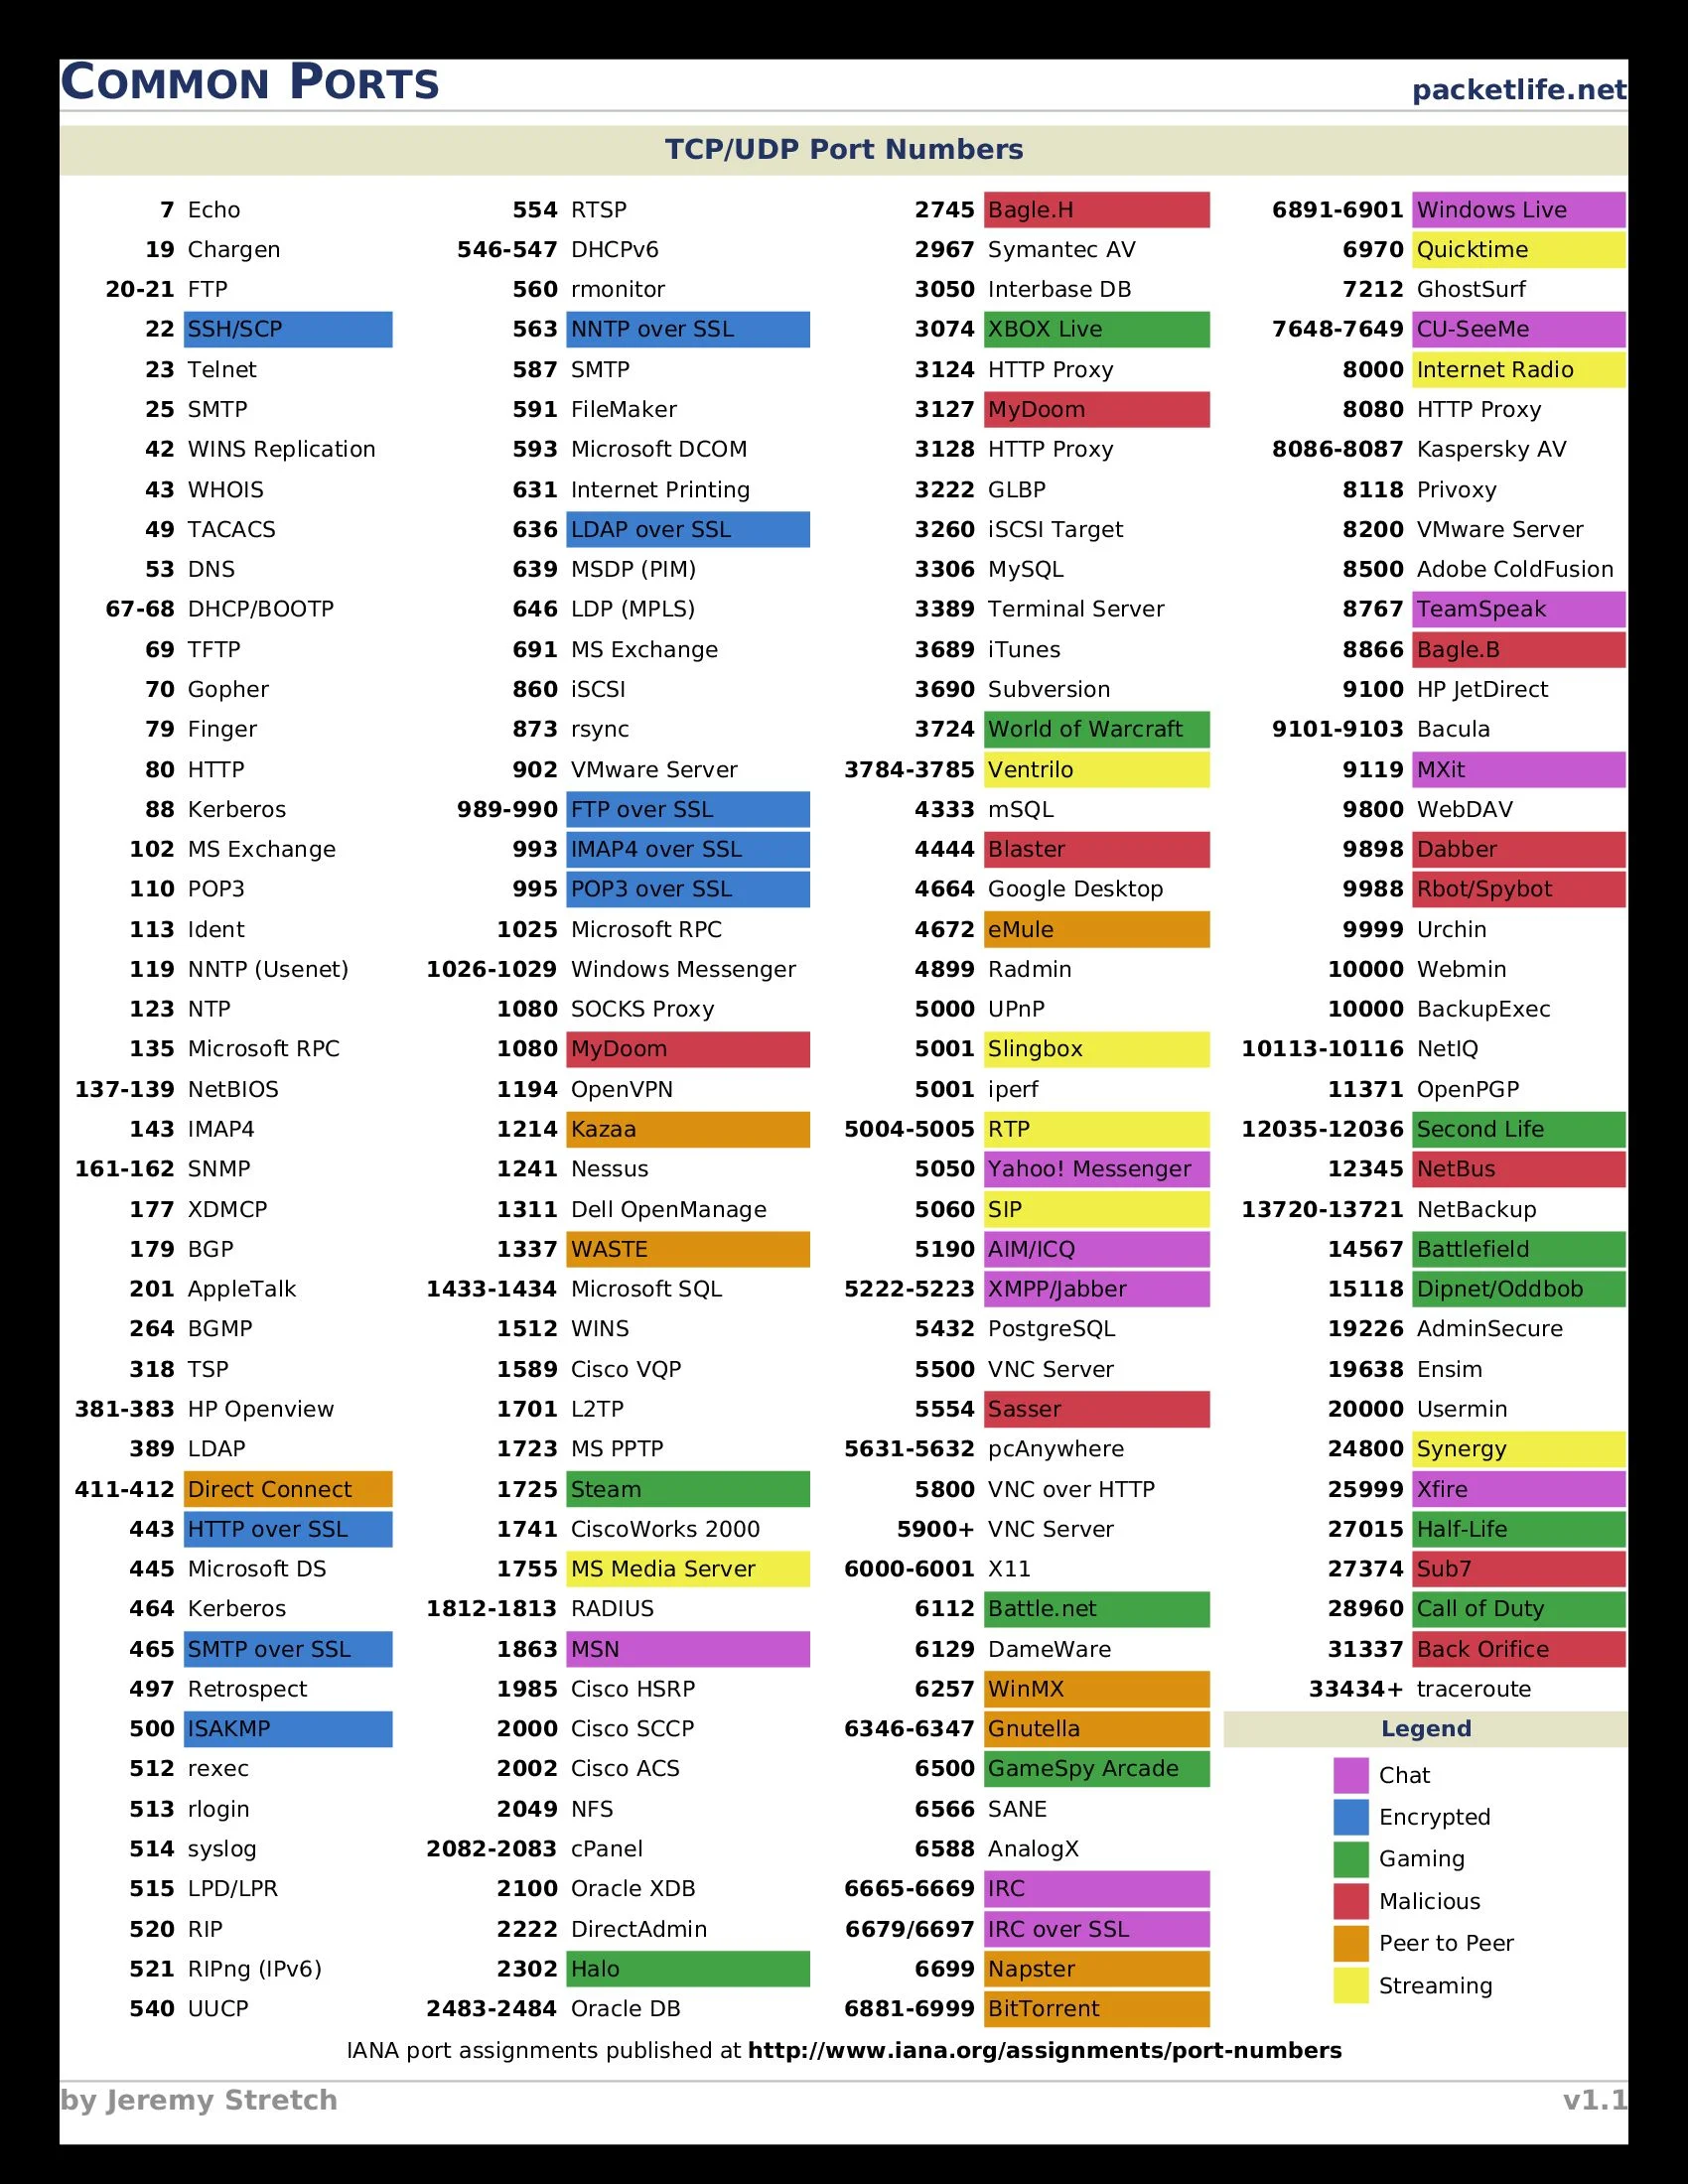 COMMON PORTS
packetlife.net
TCP/UDP Port Numbers
7 Echo
19 Chargen
20-21 FTP
22 SSH/SCP
23 Telnet
25 SMTP
42 WINS Replication
43 WHOIS
49 TACACS
53 DNS
67-68 DHCP/BOOTP
69 TFTP
70 Gopher
79 Finger
80 HTTP
88 Kerberos
102 MS Exchange
110 POP3
113 Ident
119 NNTP (Usenet)
123 NTP
135 Microsoft RPC
137-139 NetBIOS
143 IMAP4
161-162 SNMP
177 XDMCP
179 BGP
201 AppleTalk
264 BGMP
318 TSP
381-383 HP Openview
389 LDAP
411-412 Direct Connect
443 HTTP over SSL
445 Microsoft DS
464 Kerberos
465 SMTP over SSL
497 Retrospect
500 ISAKMP
512 rexec
513 rlogin
514 syslog
515 LPD/LPR
520 RIP
521 RIPng (IPv6)
540 UUCP
554 RTSP
546-547 DHCPv6
560 rmonitor
563 NNTP over SSL
587 SMTP
591 FileMaker
593 Microsoft DCOM
631 Internet Printing
636 LDAP over SSL
639 MSDP (PIM)
646 LDP (MPLS)
691 MS Exchange
860 iSCSI
873 rsync
902 VMware Server
989-990 FTP over SSL
993 IMAP4 over SSL
995 POP3 over SSL
1025 Microsoft RPC
1026-1029 Windows Messenger
1080 SOCKS Proxy
1080 MyDoom
1194 OpenVPN
1214 Kazaa
1241 Nessus
1311 Dell OpenManage
1337 WASTE
1433-1434 Microsoft SQL
1512 WINS
1589 Cisco VQP
1701 L2TP
1723 MS PPTP
1725 Steam
1741 CiscoWorks 2000
1755 MS Media Server
1812-1813 RADIUS
1863 MSN
1985 Cisco HSRP
2000 Cisco SCCP
2002 Cisco ACS
2049 NFS
2082-2083 cPanel
2100 Oracle XDB
2222 DirectAdmin
2302 Halo
2483-2484 Oracle DB
2745 Bagle.H
2967 Symantec AV
3050 Interbase DB
3074 XBOX Live
3124 HTTP Proxy
3127 MyDoom
3128 HTTP Proxy
3222 GLBP
3260 iSCSI Target
3306 MySQL
3389 Terminal Server
3689 iTunes
3690 Subversion
3724 World of Warcraft
3784-3785 Ventrilo
4333 mSQL
4444 Blaster
4664 Google Desktop
4672 eMule
4899 Radmin
5000 UPnP
5001 Slingbox
5001 iperf
5004-5005 RTP
5050 Yahoo! Messenger
5060 SIP
5190 AIM/ICQ
5222-5223 XMPP/Jabber
5432 PostgreSQL
5500 VNC Server
5554 Sasser
5631-5632 pcAnywhere
5800 VNC over HTTP
5900+ VNC Server
6000-6001 X11
6112 Battle.net
6129 DameWare
6257 WinMX
6346-6347 Gnutella
6500 GameSpy Arcade
6566 SANE
6588 AnalogX
6665-6669 IRC
6679/6697 IRC over SSL
6699 Napster
6881-6999 BitTorrent
6891-6901 Windows Live
6970 Quicktime
7212 GhostSurf
7648-7649 CU-SeeMe
8000 Internet Radio
8080 HTTP Proxy
8086-8087 Kaspersky AV
8118 Privoxy
8200 VMware Server
8500 Adobe ColdFusion
8767 TeamSpeak
8866 Bagle.B
9100 HP JetDirect
9101-9103 Bacula
9119 MXit
9800 WebDAV
9898 Dabber
9988 Rbot/Spybot
9999 Urchin
10000 Webmin
10000 BackupExec
10113-10116 NetIQ
11371 OpenPGP
12035-12036 Second Life
12345 NetBus
13720-13721 NetBackup
14567 Battlefield
15118 Dipnet/Oddbob
19226 AdminSecure
19638 Ensim
20000 Usermin
24800 Synergy
25999 Xfire
27015 Half-Life
27374 Sub7
28960 Call of Duty
31337 Back Orifice
33434+ traceroute
Legend
Chat
Encrypted
Gaming
Malicious
Peer to Peer
Streaming
IANA port assignments published at http://www.iana.org/assignments/port-numbers
by Jeremy Stretch
v1.1